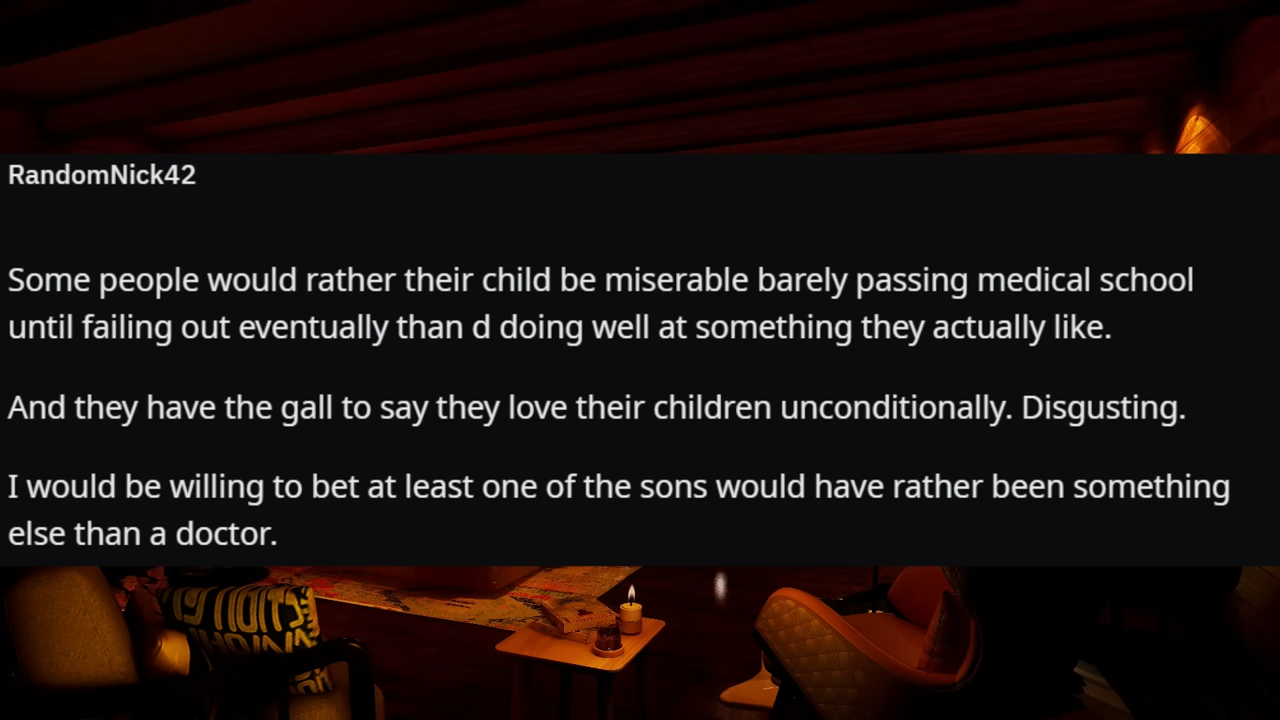 RandomNick42
Some people would rather their child be miserable barely passing medical school
until failing out eventually than d doing well at something they actually like.
And they have the gall to say they love their children unconditionally. Disgusting.
I would be willing to bet at least one of the sons would have rather been something
else than a doctor.